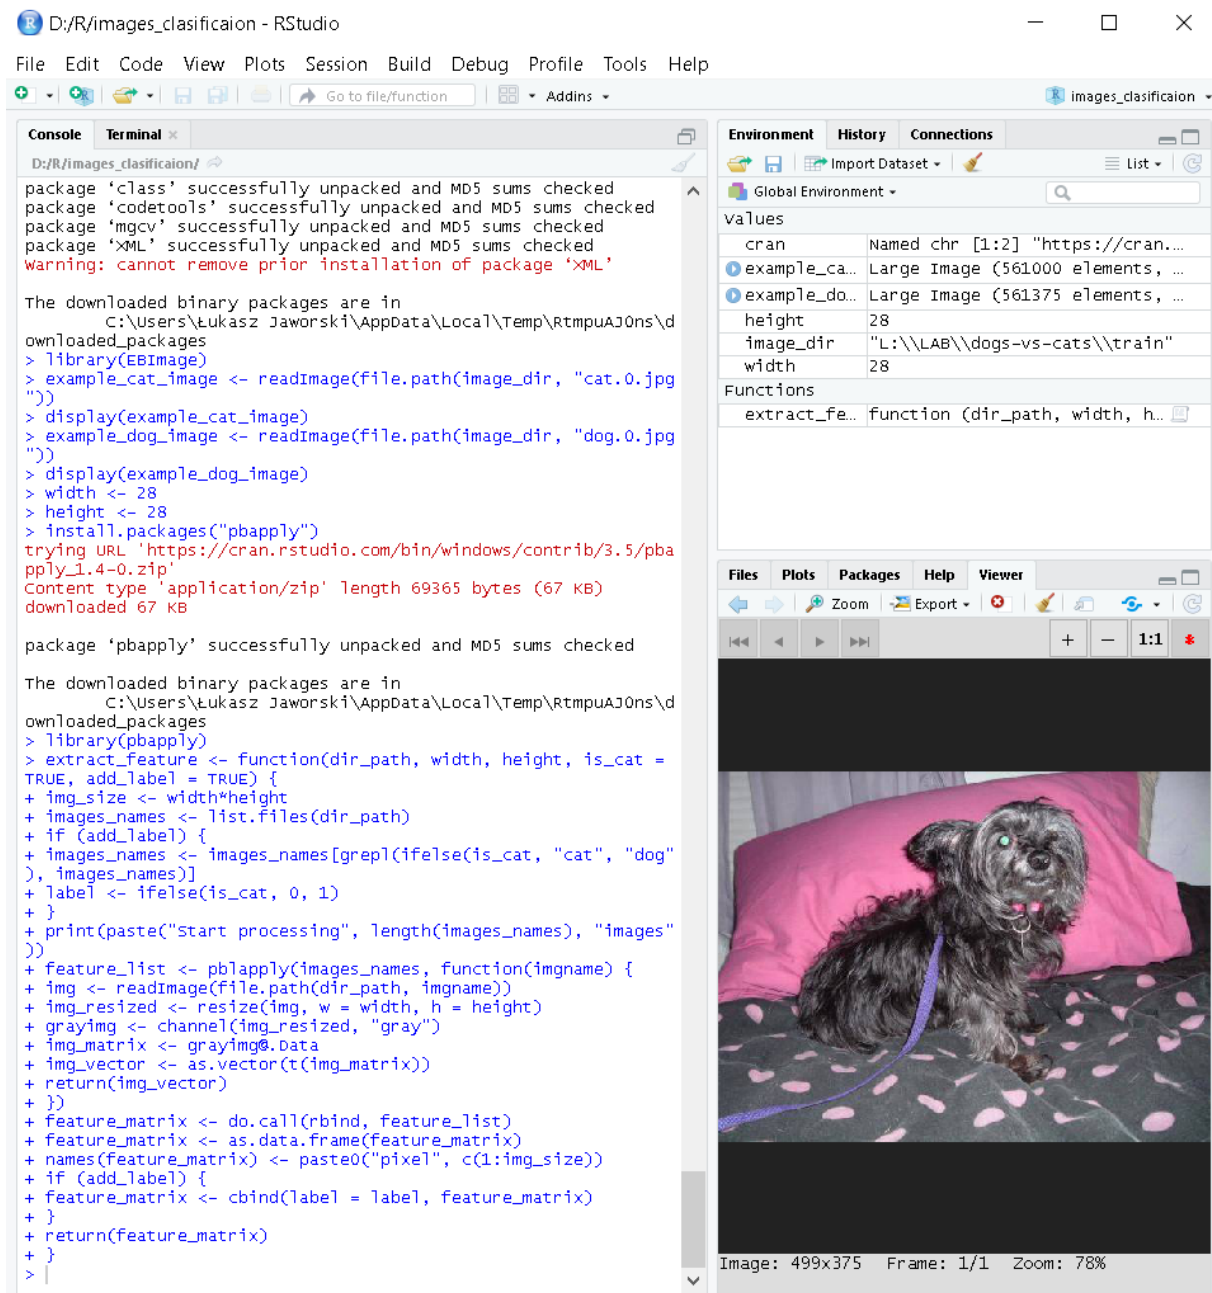 D:/R/images_clasificaion - RStudio
File Edit Code View Plots Session Build Debug Profile Tools Help
Go to file/function Addins images_clasificaion
Console Terminal
D:/R/images_clasificaion/
package ‘class’ successfully unpacked and MD5 sums checked
package ‘codetools’ successfully unpacked and MD5 sums checked
package ‘mgcv’ successfully unpacked and MD5 sums checked
package ‘XML’ successfully unpacked and MD5 sums checked
Warning: cannot remove prior installation of package ‘XML’
The downloaded binary packages are in
C:\Users\Łukasz Jaworski\AppData\Local\Temp\RtmpuAJ0ns\d
ownloaded_packages
> library(EBImage)
> example_cat_image <- readImage(file.path(image_dir, "cat.0.jpg
"))
> display(example_cat_image)
> example_dog_image <- readImage(file.path(image_dir, "dog.0.jpg
"))
> display(example_dog_image)
> width <- 28
> height <- 28
> install.packages("pbapply")
trying URL 'https://cran.rstudio.com/bin/windows/contrib/3.5/pba
pply_1.4-0.zip'
Content type 'application/zip' length 69365 bytes (67 KB)
downloaded 67 KB
package ‘pbapply’ successfully unpacked and MD5 sums checked
The downloaded binary packages are in
C:\Users\Łukasz Jaworski\AppData\Local\Temp\RtmpuAJ0ns\d
ownloaded_packages
> library(pbapply)
> extract_feature <- function(dir_path, width, height, is_cat =
TRUE, add_label = TRUE) {
+ img_size <- width*height
+ images_names <- list.files(dir_path)
+ if (add_label) {
+ images_names <- images_names[grepl(ifelse(is_cat, "cat", "dog"
), images_names)]
+ label <- ifelse(is_cat, 0, 1)
+ }
+ print(paste("Start processing", length(images_names), "images"
))
+ feature_list <- pblapply(images_names, function(imgname) {
+ img <- readImage(file.path(dir_path, imgname))
+ img_resized <- resize(img, w = width, h = height)
+ grayimg <- channel(img_resized, "gray")
+ img_matrix <- grayimg@.Data
+ img_vector <- as.vector(t(img_matrix))
+ return(img_vector)
+ })
+ feature_matrix <- do.call(rbind, feature_list)
+ feature_matrix <- as.data.frame(feature_matrix)
+ names(feature_matrix) <- paste0("pixel", c(1:img_size))
+ if (add_label) {
+ feature_matrix <- cbind(label = label, feature_matrix)
+ }
+ return(feature_matrix)
+ }
>
Environment History Connections
Import Dataset List
Global Environment
Values
cran Named chr [1:2] "https://cran.…
example_ca… Large Image (561000 elements, …
example_do… Large Image (561375 elements, …
height 28
image_dir "L:\\LAB\\dogs-vs-cats\\train"
width 28
Functions
extract_fe… function (dir_path, width, h…
Files Plots Packages Help Viewer
Zoom Export
+ − 1:1
Image: 499x375 Frame: 1/1 Zoom: 78%